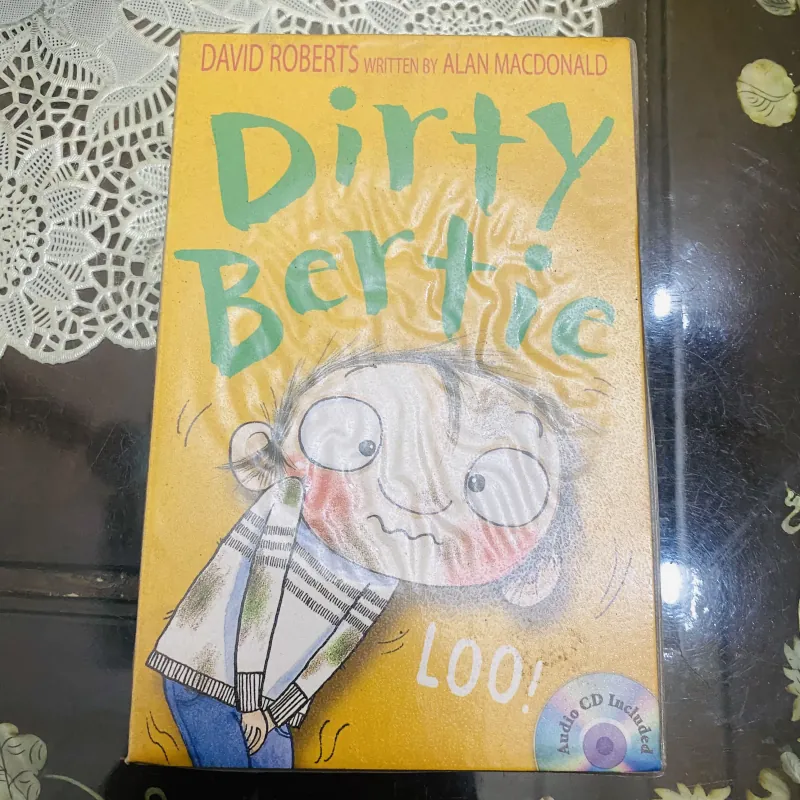 DAVID ROBERTS WRITTEN BY ALAN MACDONALD
Dirty
Bertie
LOO!
Audio CD Included